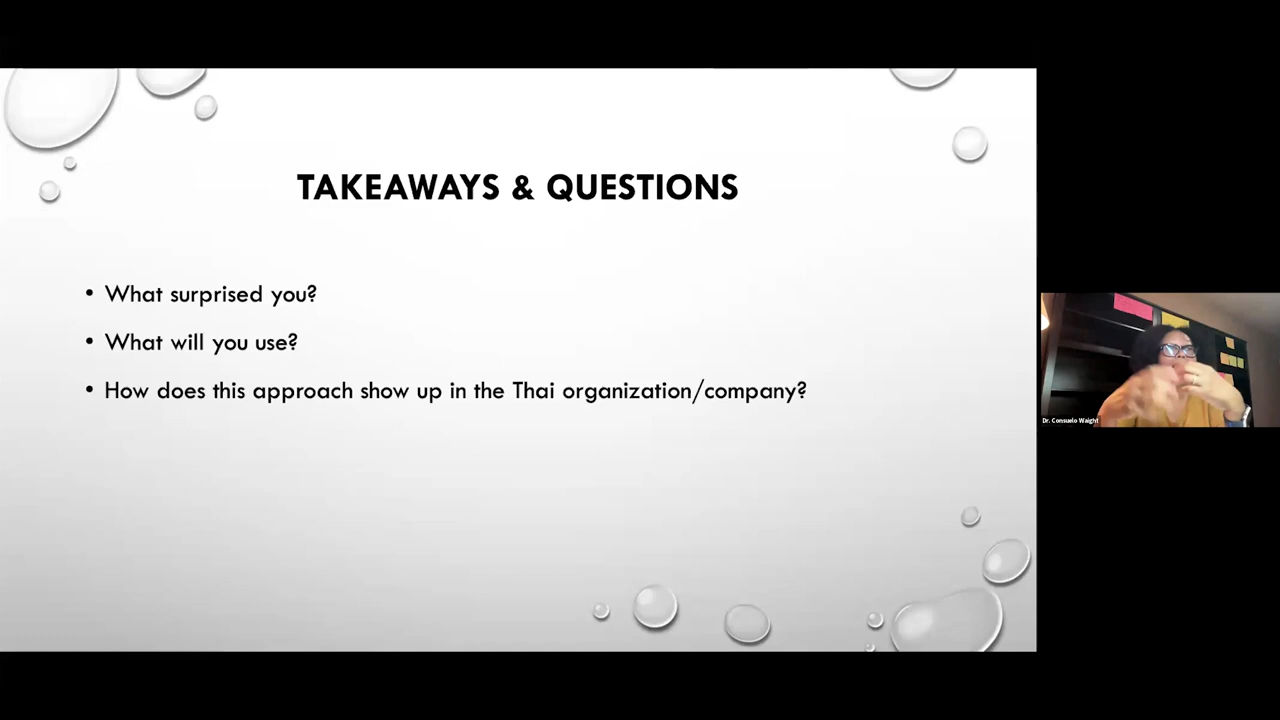 TAKEAWAYS & QUESTIONS
• What surprised you?
• What will you use?
• How does this approach show up in the Thai organization/company?
Dr. Consuelo Waight